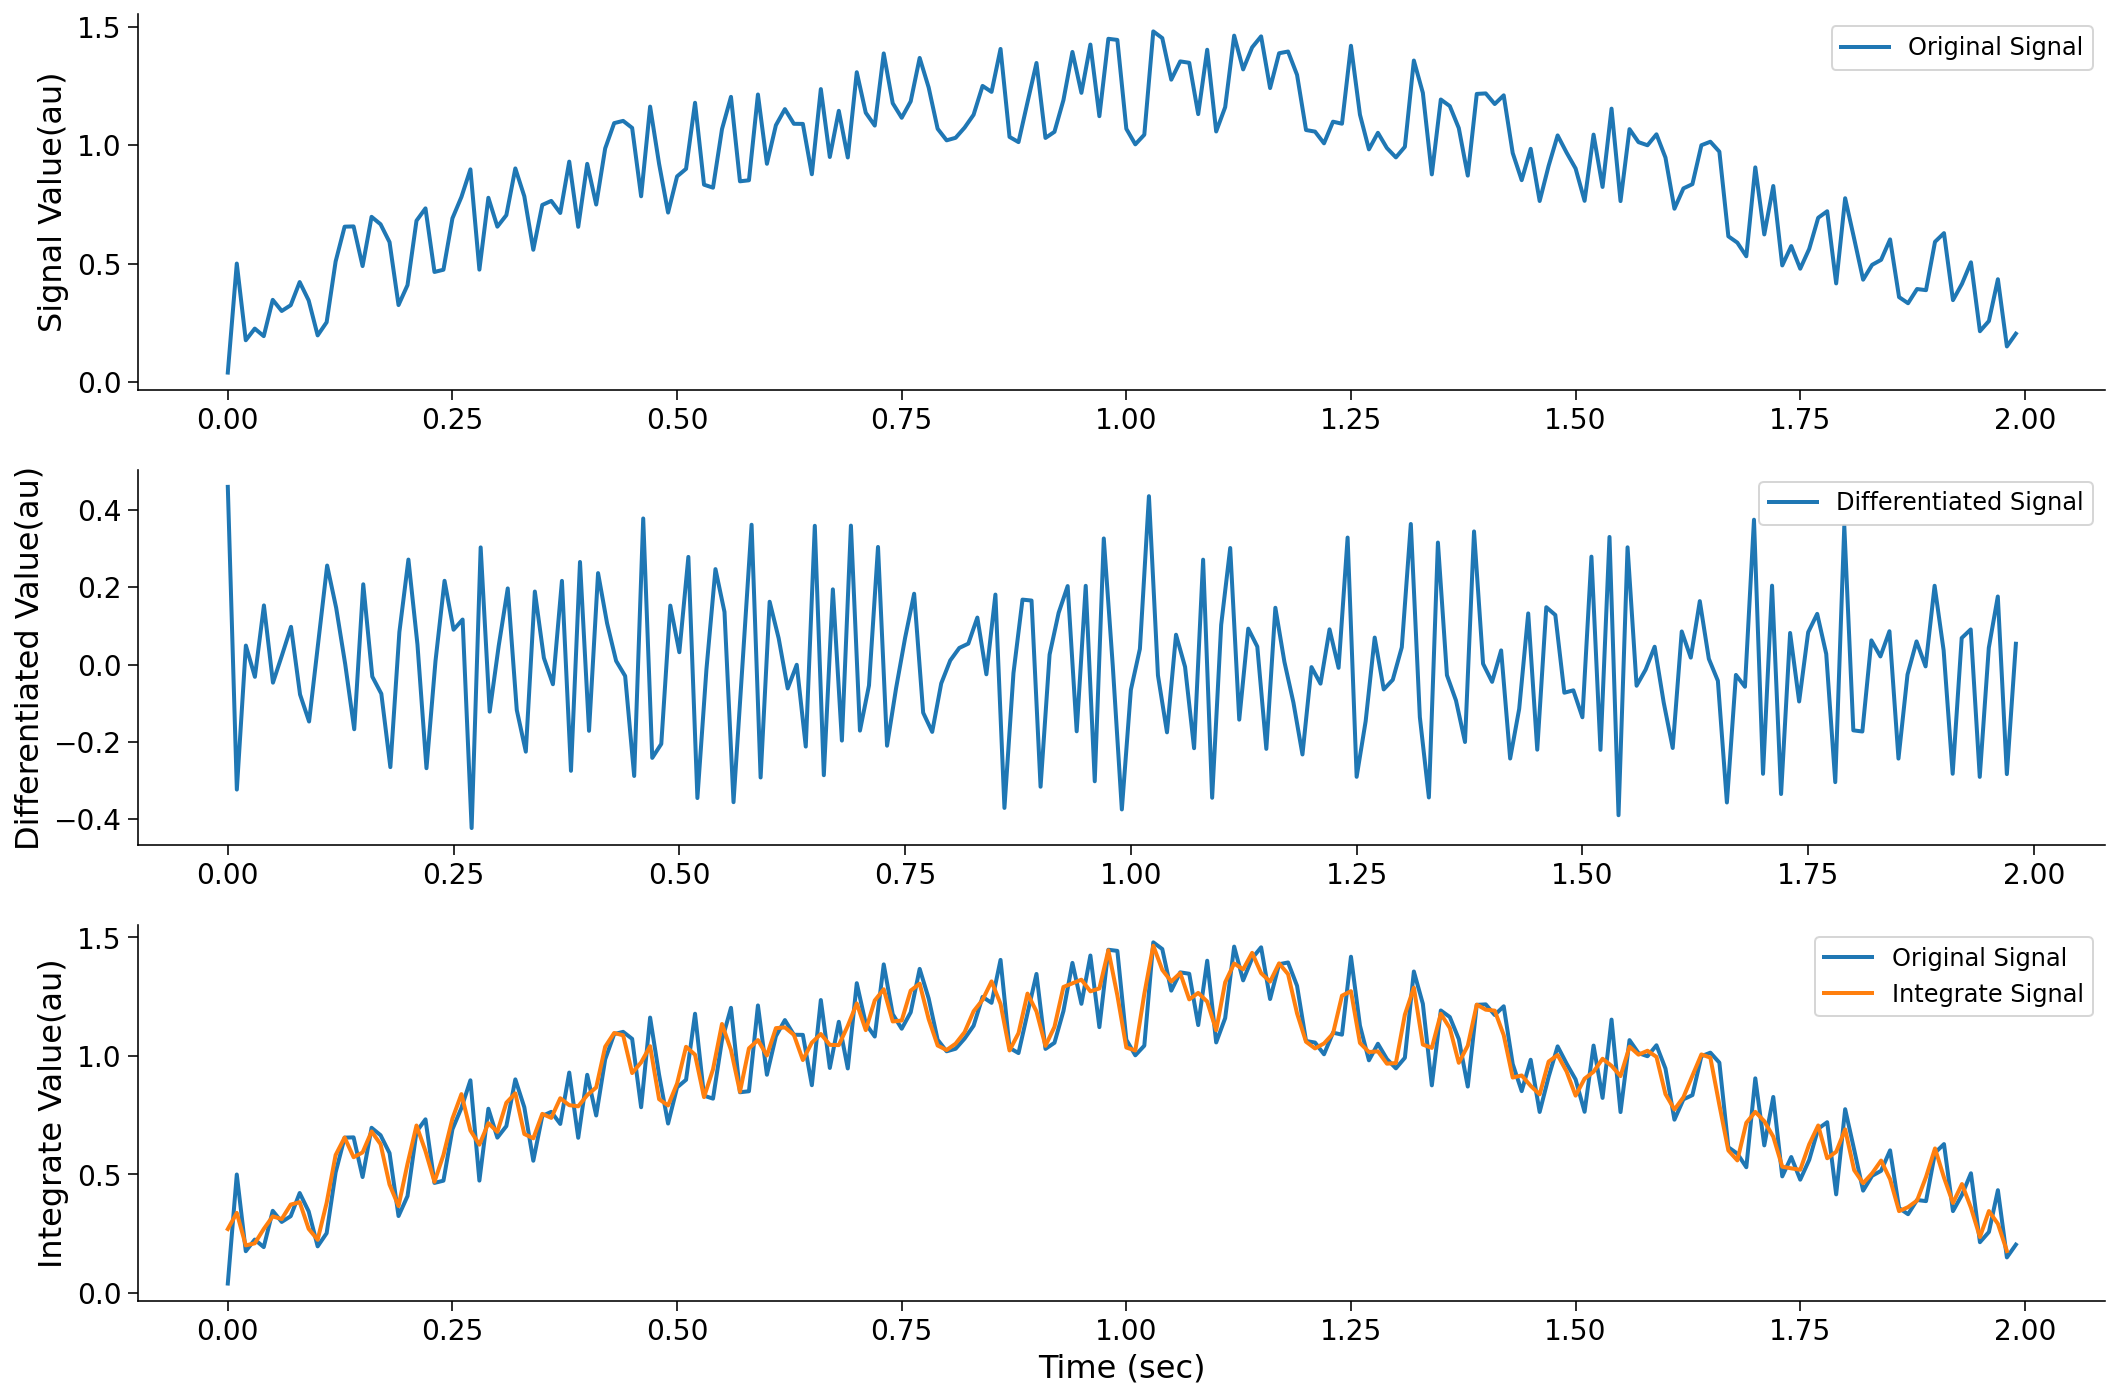 Signal Value(au)
1.5
1.0
0.5
0.0
Original Signal
0.00 0.25 0.50 0.75 1.00 1.25 1.50 1.75 2.00
Differentiated Value(au)
0.4
0.2
0.0
−0.2
−0.4
Differentiated Signal
0.00 0.25 0.50 0.75 1.00 1.25 1.50 1.75 2.00
Integrate Value(au)
1.5
1.0
0.5
0.0
Original Signal
Integrate Signal
0.00 0.25 0.50 0.75 1.00 1.25 1.50 1.75 2.00
Time (sec)